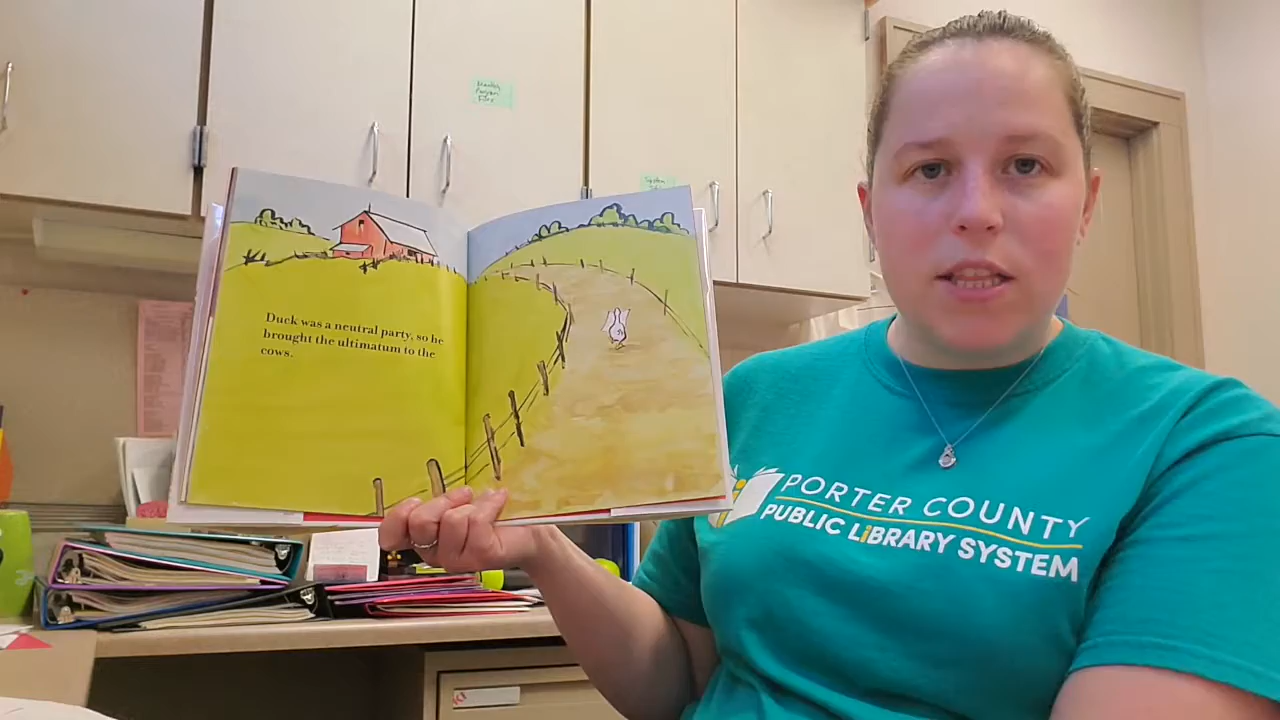 Duck was a neutral party, so he
brought the ultimatum to the
cows.
PORTER COUNTY
PUBLIC LiBRARY SYSTEM